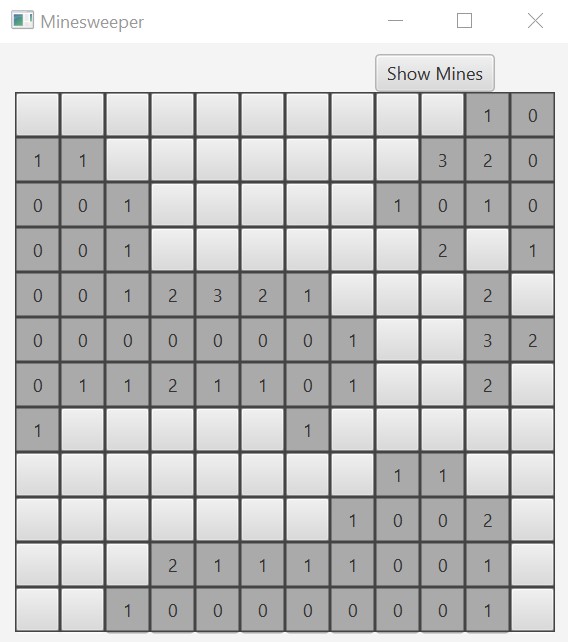 Minesweeper
Show Mines
1 0
1 1 3 2 0
0 0 1 1 0 1 0
0 0 1 2 1
0 0 1 2 3 2 1 2
0 0 0 0 0 0 0 1 3 2
0 1 1 2 1 1 0 1 2
1 1
1 1
1 0 0 2
2 1 1 1 1 0 0 1
1 0 0 0 0 0 0 0 1